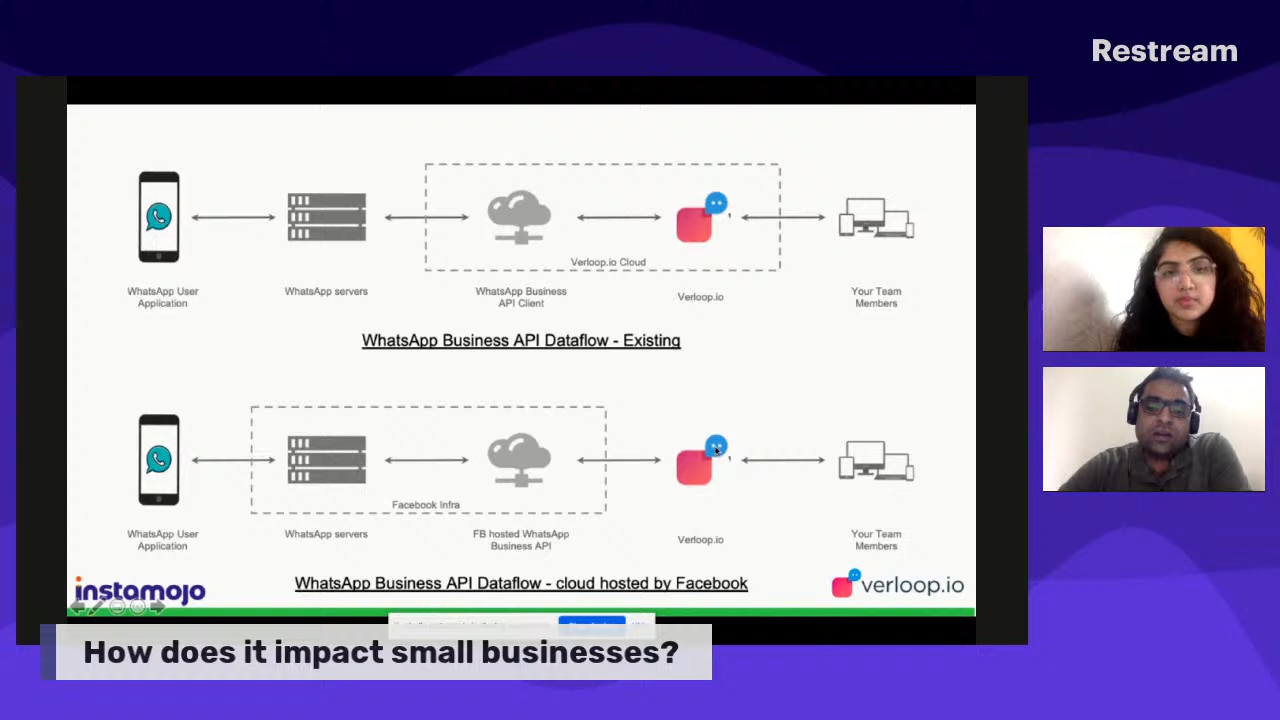 Restream
Verloop.io Cloud
WhatsApp User
Application
WhatsApp servers
WhatsApp Business
API Client
Verloop.io
Your Team
Members
WhatsApp Business API Dataflow - Existing
Facebook Infra
WhatsApp User
Application
WhatsApp servers
FB hosted WhatsApp
Business API
Verloop.io
Your Team
Members
instamojo
WhatsApp Business API Dataflow - cloud hosted by Facebook
verloop.io
How does it impact small businesses?